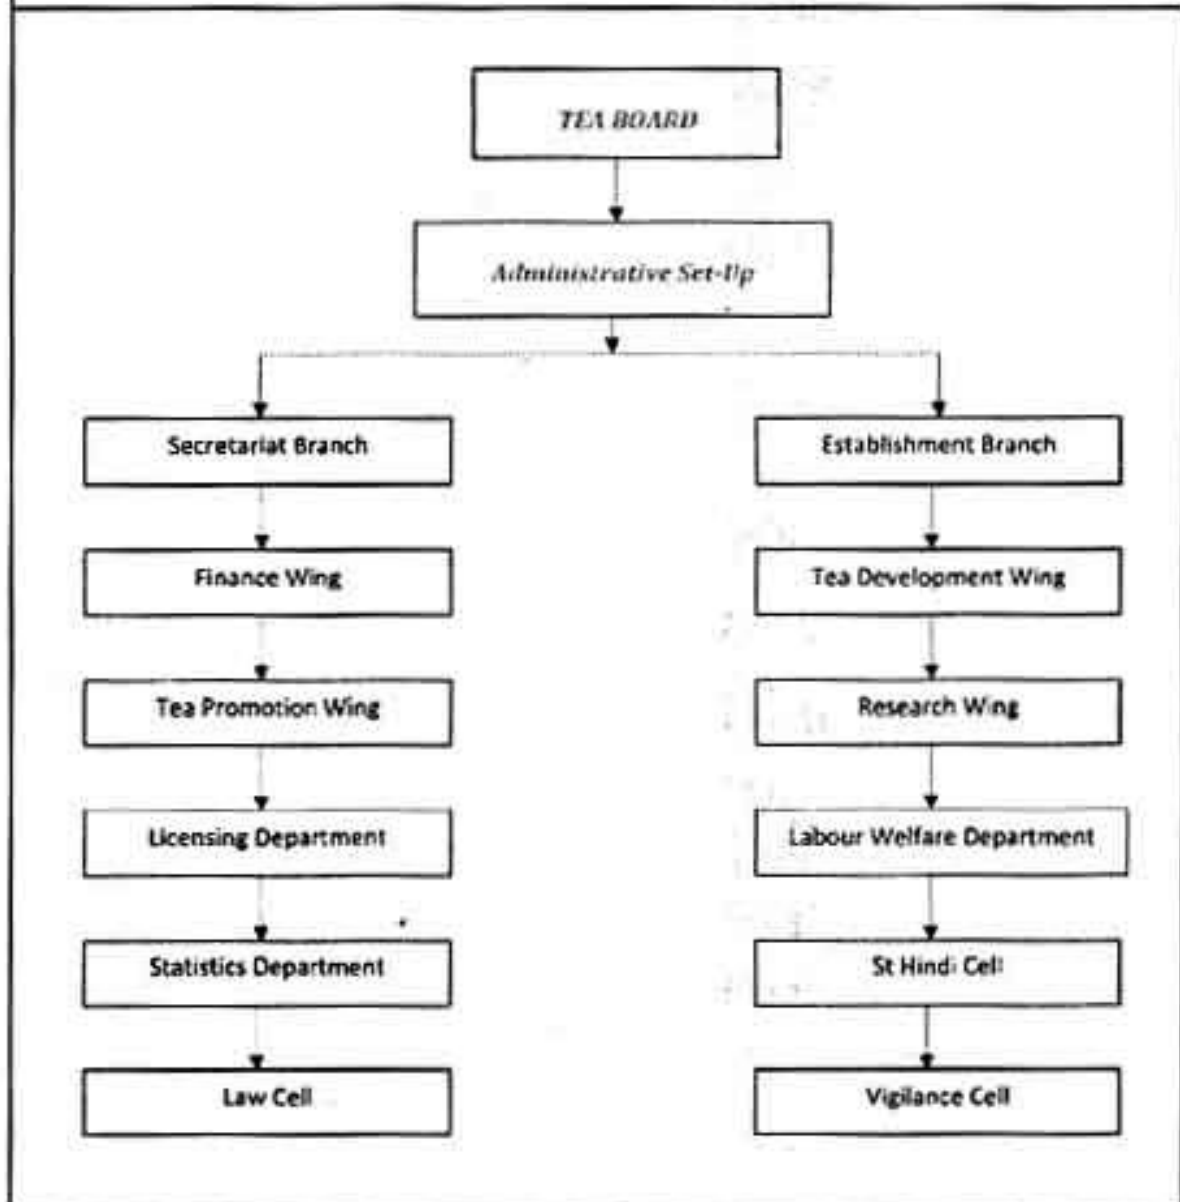 TEA BOARD
Administrative Set-Up
Secretariat Branch
Establishment Branch
Finance Wing
Tea Development Wing
Tea Promotion Wing
Research Wing
Licensing Department
Labour Welfare Department
Statistics Department
St Hindi Cell
Law Cell
Vigilance Cell